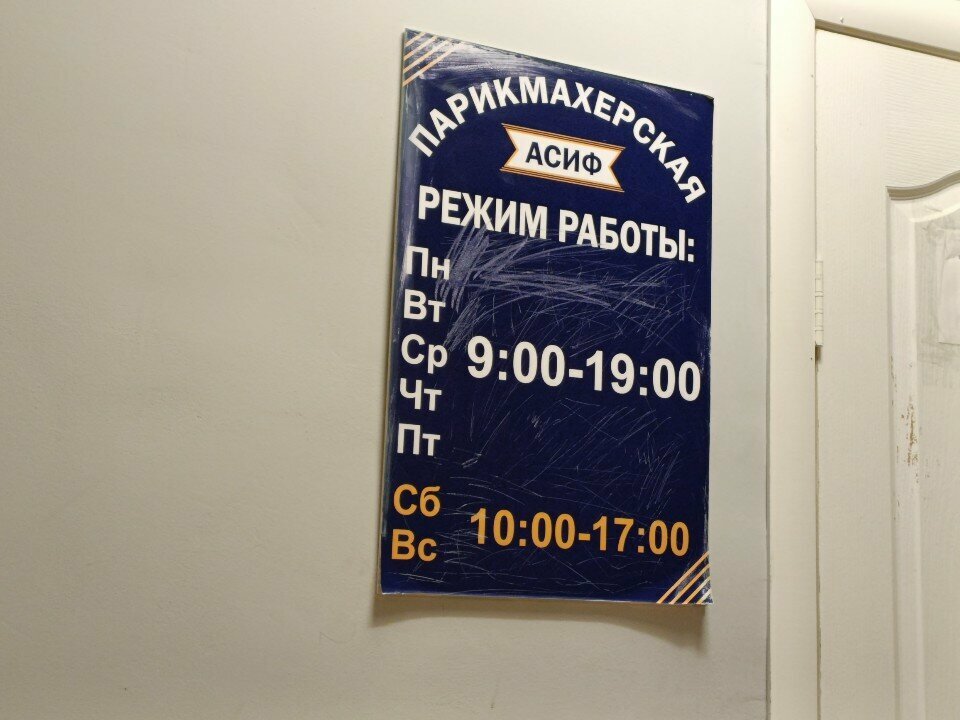 ПАРИКМАХЕРСКАЯ
АСИФ
РЕЖИМ РАБОТЫ:
Пн
Вт
Ср 9:00-19:00
Чт
Пт
Сб
Вс 10:00-17:00